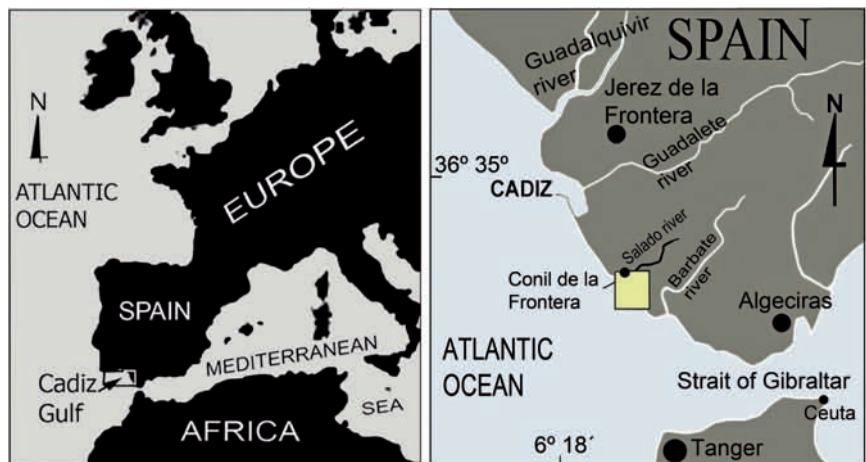 N
ATLANTIC
OCEAN
EUROPE
SPAIN
MEDITERRANEAN
SEA
Cadiz
Gulf
AFRICA
SPAIN
Guadalquivir
river
Jerez de la
Frontera
N
36º 35º
Guadalete
river
CADIZ
Salado river
Barbate
river
Conil de la
Frontera
Algeciras
ATLANTIC
OCEAN
Strait of Gibraltar
Ceuta
6º 18´
Tanger